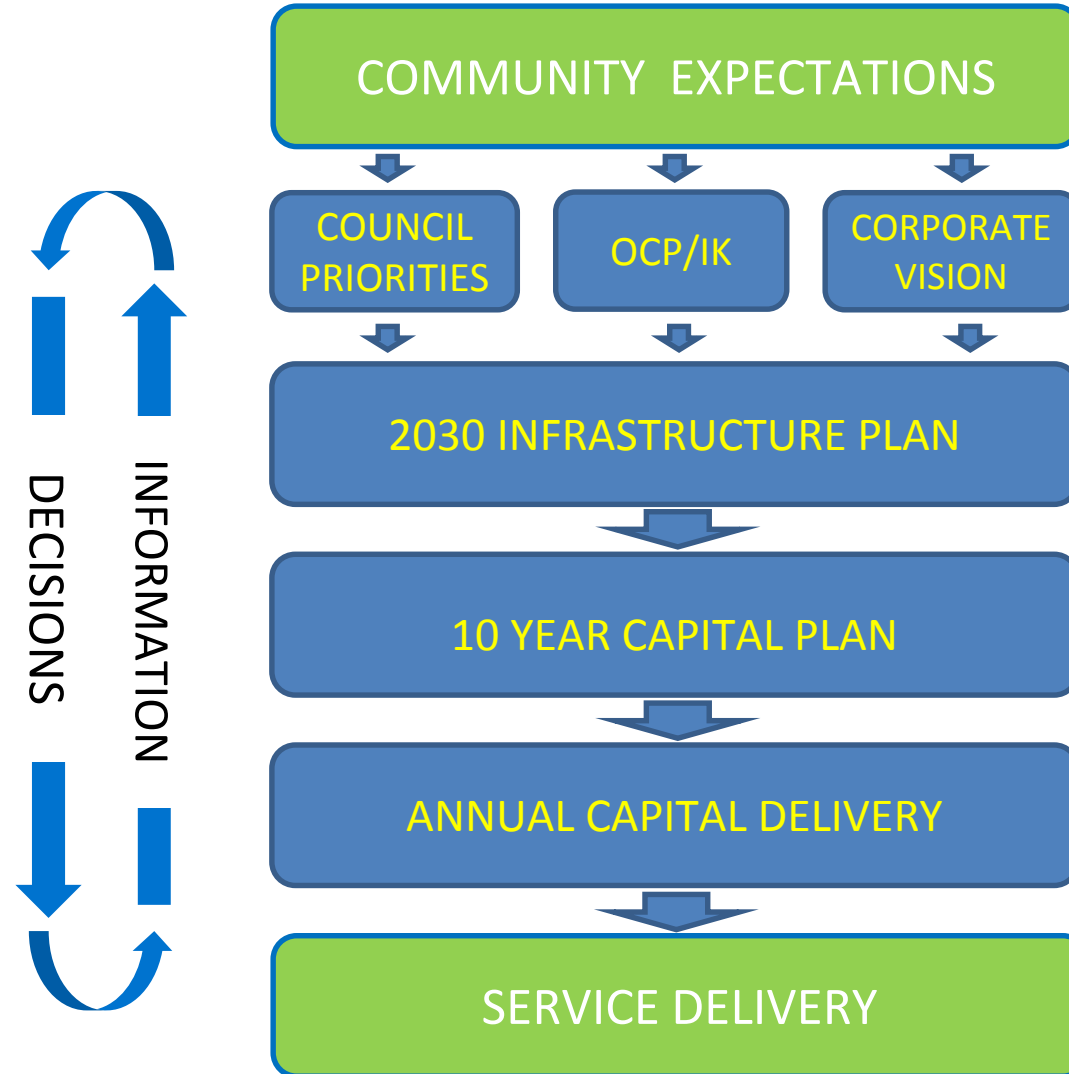 COMMUNITY EXPECTATIONS
COUNCIL
PRIORITIES
OCP/IK
CORPORATE
VISION
2030 INFRASTRUCTURE PLAN
10 YEAR CAPITAL PLAN
ANNUAL CAPITAL DELIVERY
SERVICE DELIVERY
DECISIONS
INFORMATION